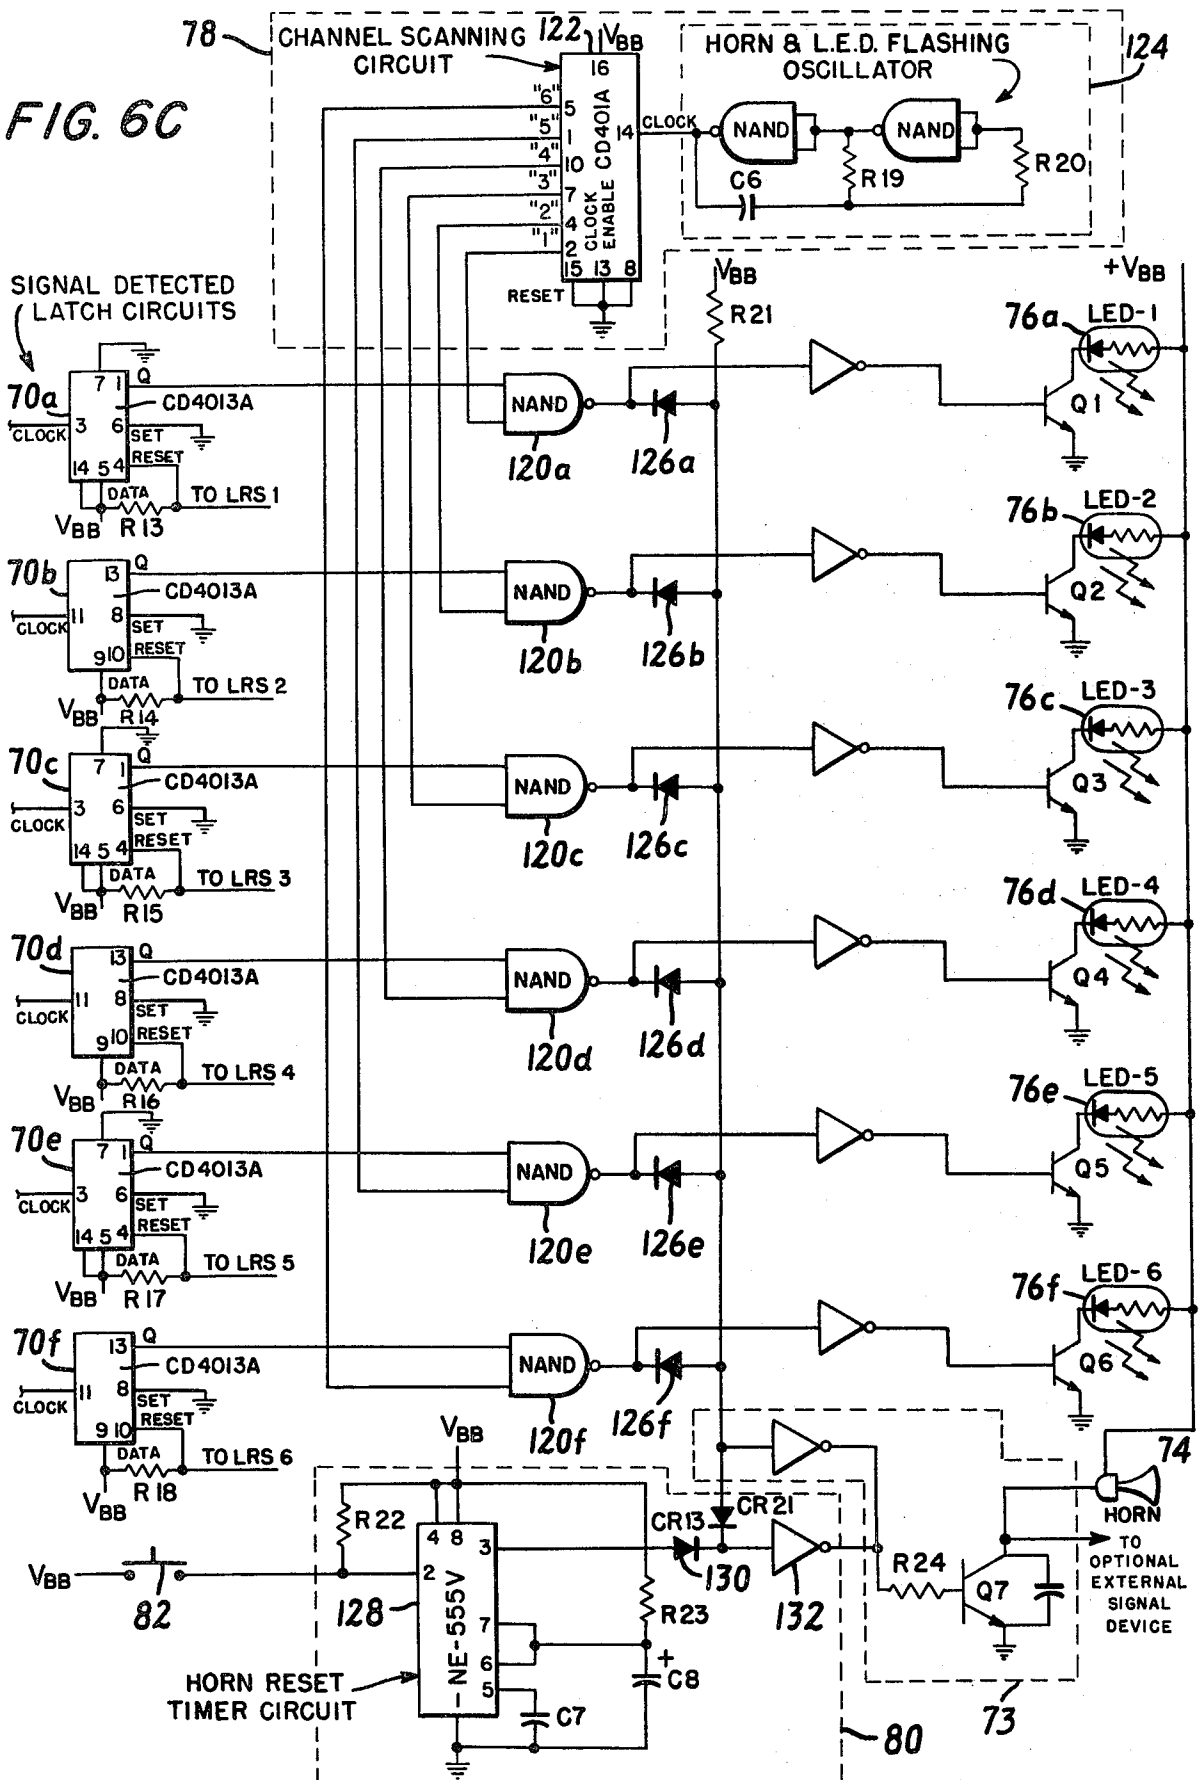 FIG. 6C
78
CHANNEL SCANNING
CIRCUIT
122
VBB
HORN & L.E.D. FLASHING
OSCILLATOR
124
16
"6"
5
"5"
1
"4"
10
"3"
7
"2"
4
"1"
2
CD401A
CLOCK
ENABLE
14
CLOCK
NAND
NAND
C6
R19
R20
15 13 8
RESET
VBB
R21
+VBB
SIGNAL DETECTED
LATCH CIRCUITS
70a
7 1
Q
CD4013A
CLOCK
3
6
SET
RESET
14 5 4
DATA
TO LRS 1
VBB
R13
NAND
120a
126a
76a
LED-1
Q1
70b
13
Q
CD4013A
CLOCK
11
8
SET
RESET
9 10
DATA
TO LRS 2
VBB
R14
NAND
120b
126b
76b
LED-2
Q2
70c
7 1
Q
CD4013A
CLOCK
3
6
SET
RESET
14 5 4
DATA
TO LRS 3
VBB
R15
NAND
120c
126c
76c
LED-3
Q3
70d
13
Q
CD4013A
CLOCK
11
8
SET
RESET
9 10
DATA
TO LRS 4
VBB
R16
NAND
120d
126d
76d
LED-4
Q4
70e
7 1
Q
CD4013A
CLOCK
3
6
SET
RESET
14 5 4
DATA
TO LRS 5
VBB
R17
NAND
120e
126e
76e
LED-5
Q5
70f
13
Q
CD4013A
CLOCK
11
8
SET
RESET
9 10
DATA
TO LRS 6
VBB
R18
NAND
120f
126f
76f
LED-6
Q6
VBB
R22
4 8
3
2
7
6
5
NE-555V
128
VBB
82
HORN RESET
TIMER CIRCUIT
R23
C8
+
C7
CR13
130
CR21
132
80
R24
Q7
73
74
HORN
TO
OPTIONAL
EXTERNAL
SIGNAL
DEVICE